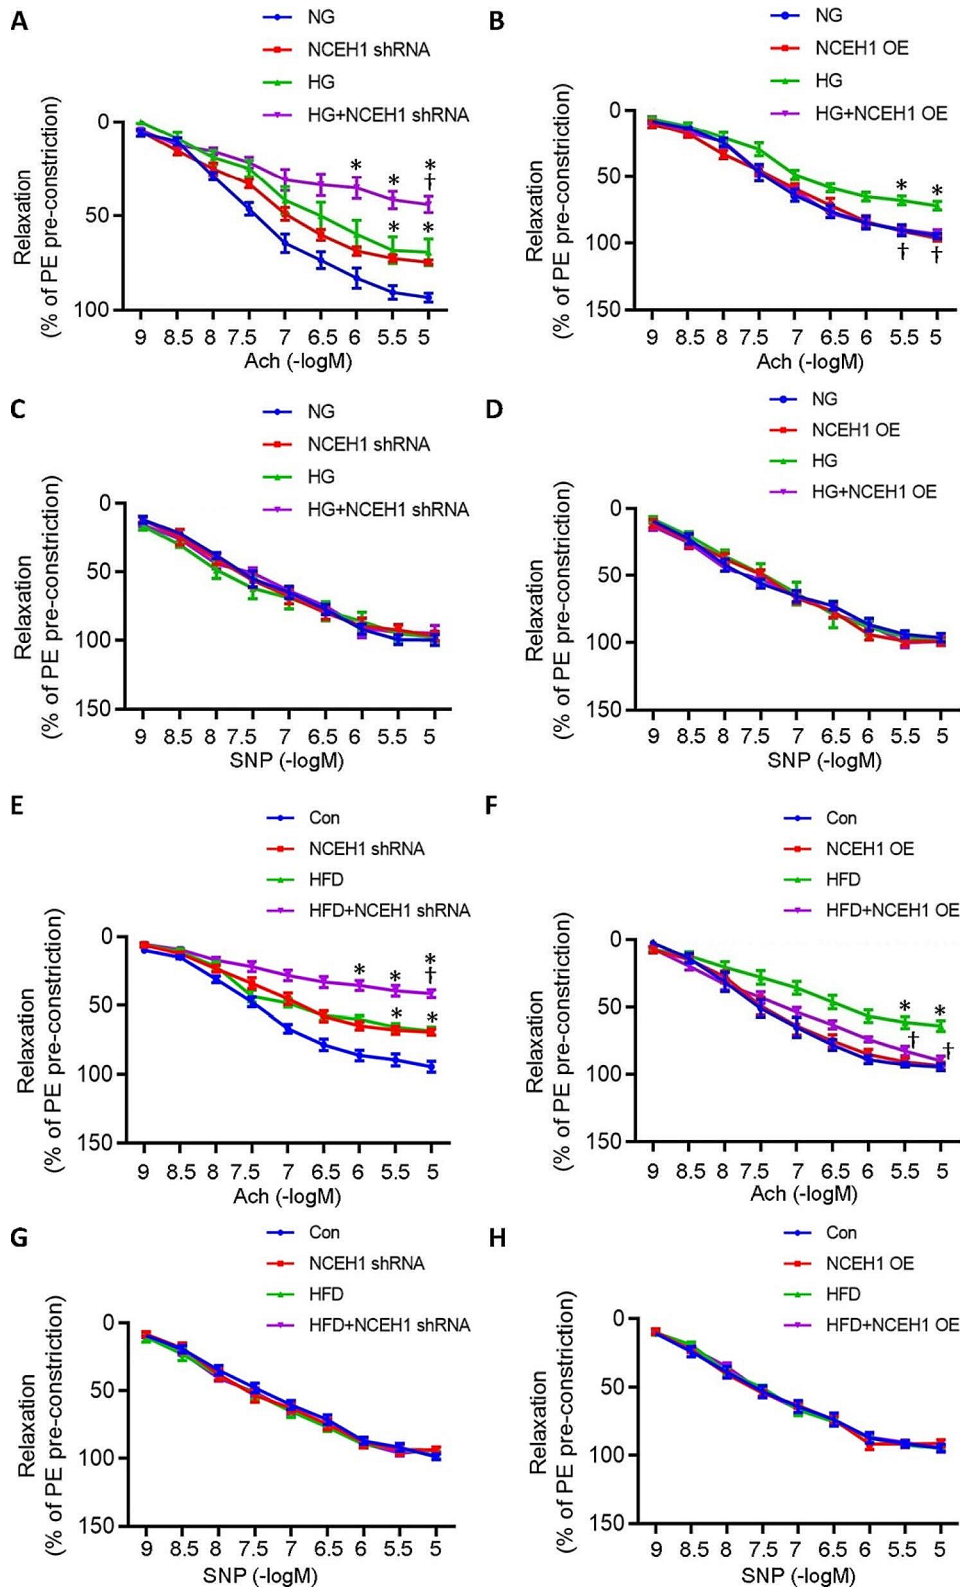 A
NG
NCEH1 shRNA
HG
HG+NCEH1 shRNA
Relaxation
(% of PE pre-constriction)
0
50
100
* * *
†
* *
9 8.5 8 7.5 7 6.5 6 5.5 5
Ach (-logM)
B
NG
NCEH1 OE
HG
HG+NCEH1 OE
Relaxation
(% of PE pre-constriction)
0
50
100
150
* *
† †
9 8.5 8 7.5 7 6.5 6 5.5 5
Ach (-logM)
C
NG
NCEH1 shRNA
HG
HG+NCEH1 shRNA
Relaxation
(% of PE pre-constriction)
0
50
100
150
9 8.5 8 7.5 7 6.5 6 5.5 5
SNP (-logM)
D
NG
NCEH1 OE
HG
HG+NCEH1 OE
Relaxation
(% of PE pre-constriction)
0
50
100
150
9 8.5 8 7.5 7 6.5 6 5.5 5
SNP (-logM)
E
Con
NCEH1 shRNA
HFD
HFD+NCEH1 shRNA
Relaxation
(% of PE pre-constriction)
0
50
100
150
* * *
†
* *
9 8.5 8 7.5 7 6.5 6 5.5 5
Ach (-logM)
F
Con
NCEH1 OE
HFD
HFD+NCEH1 OE
Relaxation
(% of PE pre-constriction)
0
50
100
150
* *
† †
9 8.5 8 7.5 7 6.5 6 5.5 5
Ach (-logM)
G
Con
NCEH1 shRNA
HFD
HFD+NCEH1 shRNA
Relaxation
(% of PE pre-constriction)
0
50
100
150
9 8.5 8 7.5 7 6.5 6 5.5 5
SNP (-logM)
H
Con
NCEH1 OE
HFD
HFD+NCEH1 OE
Relaxation
(% of PE pre-constriction)
0
50
100
150
9 8.5 8 7.5 7 6.5 6 5.5 5
SNP (-logM)